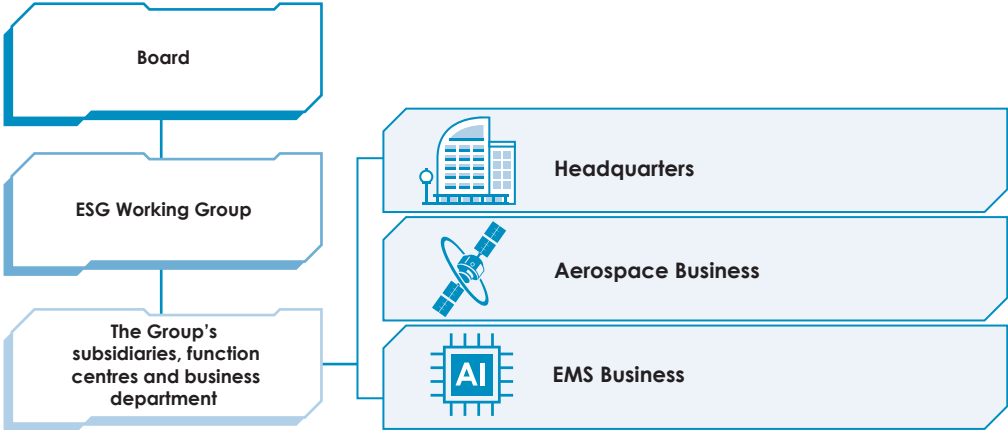 Board
ESG Working Group
The Group's
subsidiaries, function
centres and business
department
Headquarters
Aerospace Business
AI
EMS Business